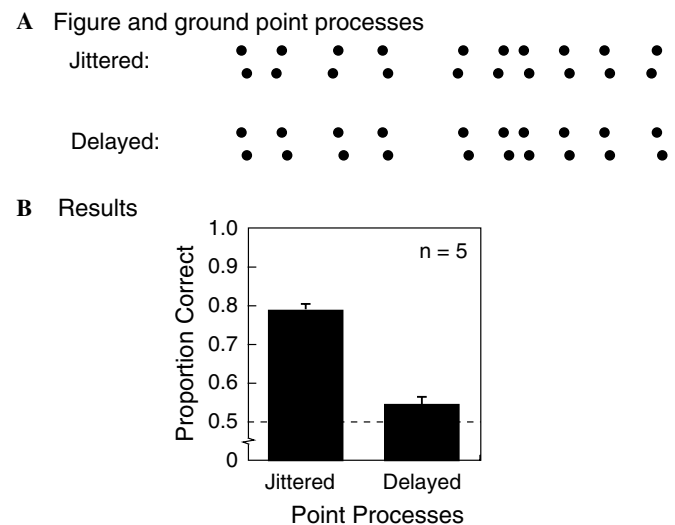 A Figure and ground point processes
Jittered:
Delayed:
B Results
1.0
n = 5
0.9
0.8
0.7
0.6
0.5
0
Proportion Correct
Jittered Delayed
Point Processes